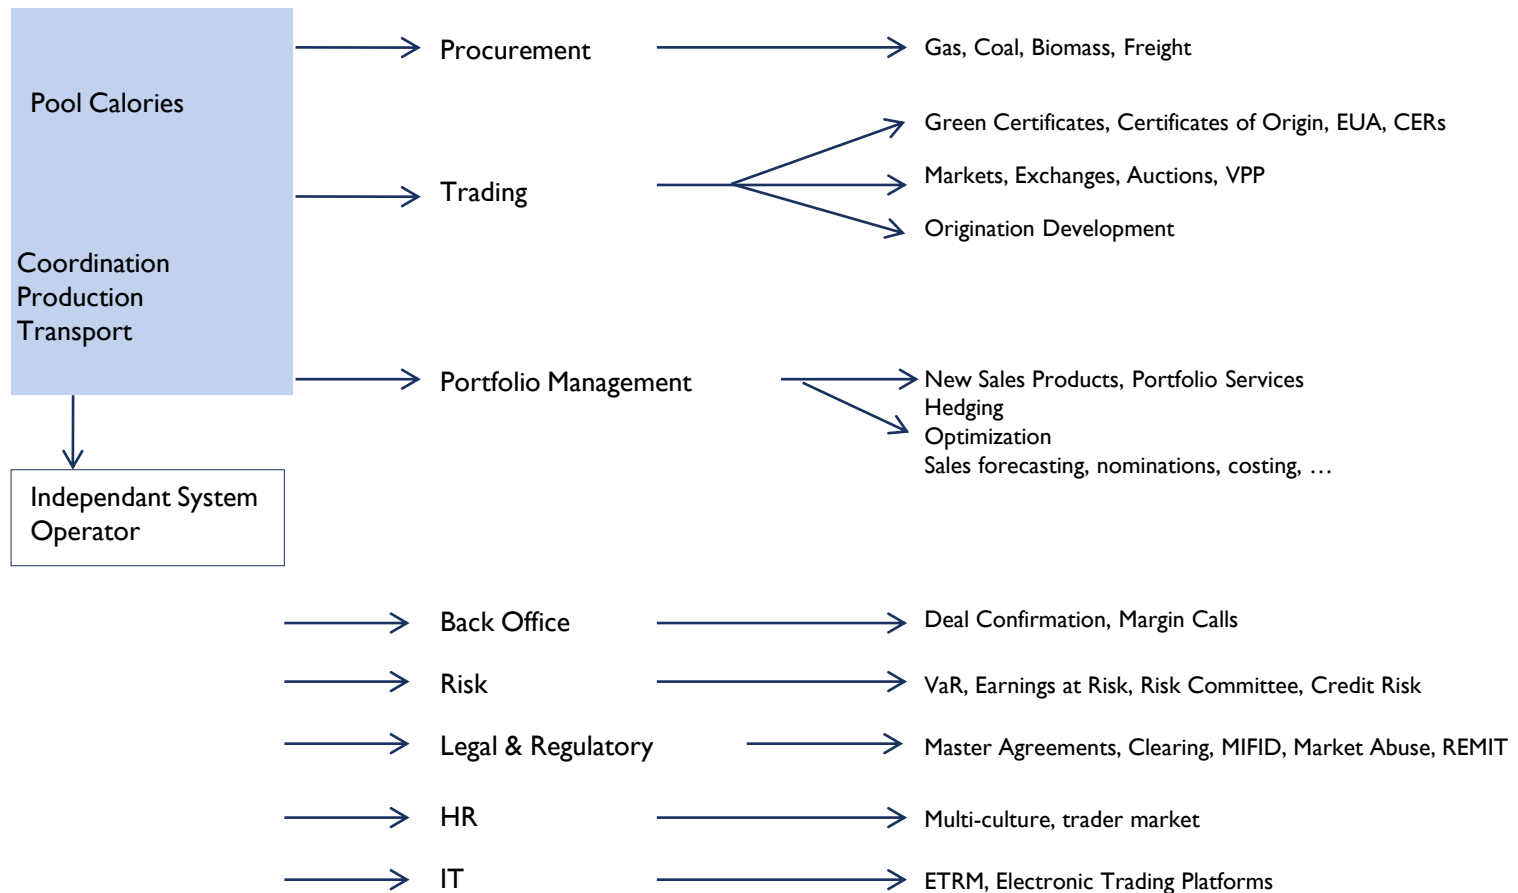 Pool Calories
Coordination
Production
Transport
Independant System
Operator
Procurement
Gas, Coal, Biomass, Freight
Trading
Green Certificates, Certificates of Origin, EUA, CERs
Markets, Exchanges, Auctions, VPP
Origination Development
Portfolio Management
New Sales Products, Portfolio Services
Hedging
Optimization
Sales forecasting, nominations, costing, …
Back Office
Deal Confirmation, Margin Calls
Risk
VaR, Earnings at Risk, Risk Committee, Credit Risk
Legal & Regulatory
Master Agreements, Clearing, MIFID, Market Abuse, REMIT
HR
Multi-culture, trader market
IT
ETRM, Electronic Trading Platforms